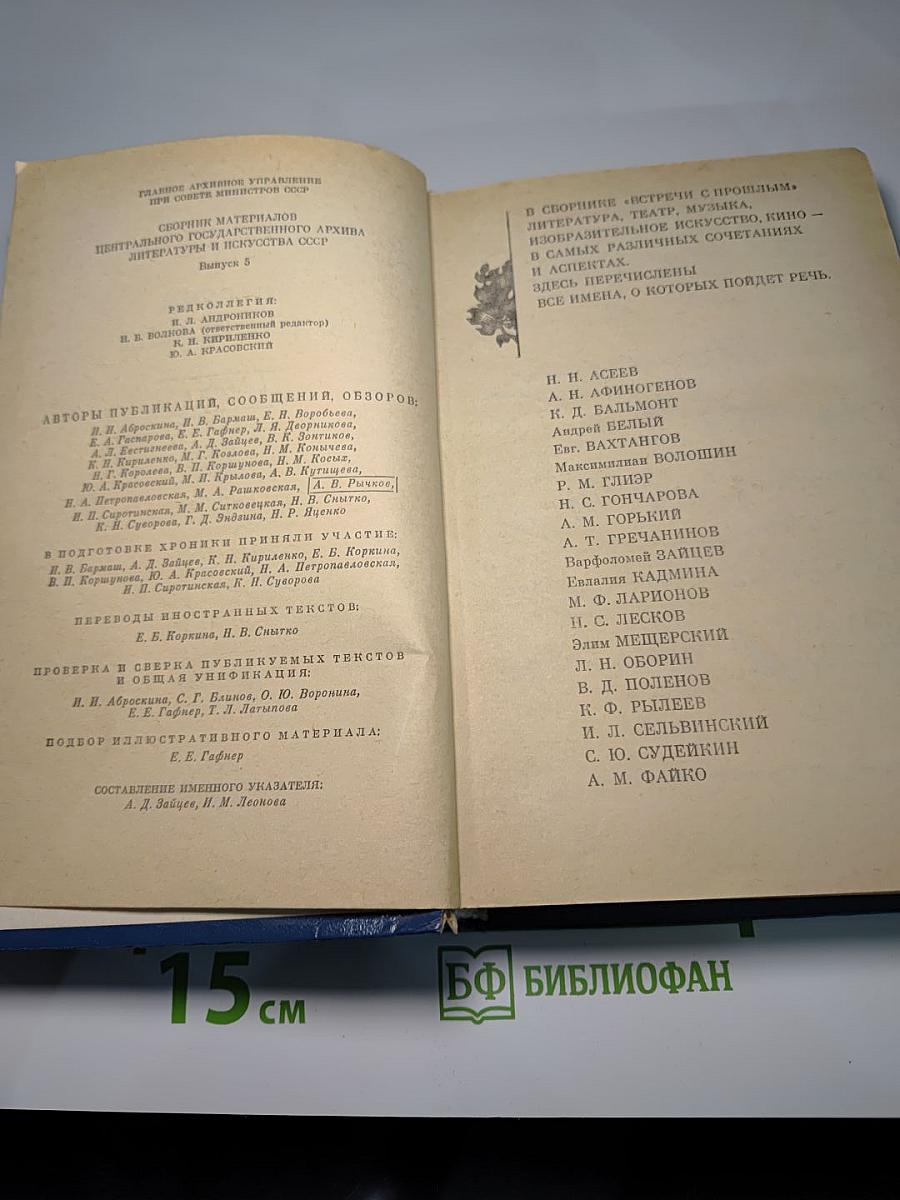 ГЛАВНОЕ АРХИВНОЕ УПРАВЛЕНИЕ
ПРИ СОВЕТЕ МИНИСТРОВ СССР
СБОРНИК МАТЕРИАЛОВ
ЦЕНТРАЛЬНОГО ГОСУДАРСТВЕННОГО АРХИВА
ЛИТЕРАТУРЫ И ИСКУССТВА СССР
Выпуск 5
РЕДКОЛЛЕГИЯ:
И. Л. АНДРОНИКОВ
Н. Б. ВОЛКОВА (ответственный редактор)
К. Н. КИРИЛЕНКО
Ю. А. КРАСОВСКИЙ
АВТОРЫ ПУБЛИКАЦИЙ, СООБЩЕНИЙ, ОБЗОРОВ:
И. И. Аброскина, И. В. Бармаш, Е. Н. Воробьева,
Е. А. Гаспарова, Е. Е. Гафнер, Л. Я. Дворникова,
А. Л. Евстигнеева, А. Д. Зайцев, В. К. Зонтиков,
К. Н. Кириленко, М. Г. Козлова, Н. М. Конычева,
Н. Г. Королева, В. П. Коршунова, Н. М. Косых,
Ю. А. Красовский, М. И. Крылова, А. В. Кутищева,
Н. А. Петропавловская, М. А. Рашковская, А. В. Рычков,
И. П. Сиротинская, М. М. Ситковецкая, Н. В. Снытко,
К. Н. Суворова, Г. Д. Эндзина, Н. Р. Яценко
В ПОДГОТОВКЕ ХРОНИКИ ПРИНЯЛИ УЧАСТИЕ:
И. В. Бармаш, А. Д. Зайцев, К. Н. Кириленко, Е. Б. Коркина,
В. П. Коршунова, Ю. А. Красовский, Н. А. Петропавловская,
И. П. Сиротинская, К. Н. Суворова
ПЕРЕВОДЫ ИНОСТРАННЫХ ТЕКСТОВ:
Е. Б. Коркина, Н. В. Снытко
ПРОВЕРКА И СВЕРКА ПУБЛИКУЕМЫХ ТЕКСТОВ
И ОБЩАЯ УНИФИКАЦИЯ:
И. И. Аброскина, С. Г. Блинов, О. Ю. Воронина,
Е. Е. Гафнер, Т. Л. Латыпова
ПОДБОР ИЛЛЮСТРАТИВНОГО МАТЕРИАЛА:
Е. Е. Гафнер
СОСТАВЛЕНИЕ ИМЕННОГО УКАЗАТЕЛЯ:
А. Д. Зайцев, И. М. Леонова
В СБОРНИКЕ «ВСТРЕЧИ С ПРОШЛЫМ»
ЛИТЕРАТУРА, ТЕАТР, МУЗЫКА,
ИЗОБРАЗИТЕЛЬНОЕ ИСКУССТВО, КИНО —
В САМЫХ РАЗЛИЧНЫХ СОЧЕТАНИЯХ
И АСПЕКТАХ.
ЗДЕСЬ ПЕРЕЧИСЛЕНЫ
ВСЕ ИМЕНА, О КОТОРЫХ ПОЙДЕТ РЕЧЬ.
Н. Н. АСЕЕВ
А. Н. АФИНОГЕНОВ
К. Д. БАЛЬМОНТ
Андрей БЕЛЫЙ
Евг. ВАХТАНГОВ
Максимилиан ВОЛОШИН
Р. М. ГЛИЭР
Н. С. ГОНЧАРОВА
А. М. ГОРЬКИЙ
А. Т. ГРЕЧАНИНОВ
Варфоломей ЗАЙЦЕВ
Евлалия КАДМИНА
М. Ф. ЛАРИОНОВ
Н. С. ЛЕСКОВ
Элим МЕЩЕРСКИЙ
Л. Н. ОБОРИН
В. Д. ПОЛЕНОВ
К. Ф. РЫЛЕЕВ
И. Л. СЕЛЬВИНСКИЙ
С. Ю. СУДЕЙКИН
А. М. ФАЙКО
15 см
БФ БИБЛИОФАН